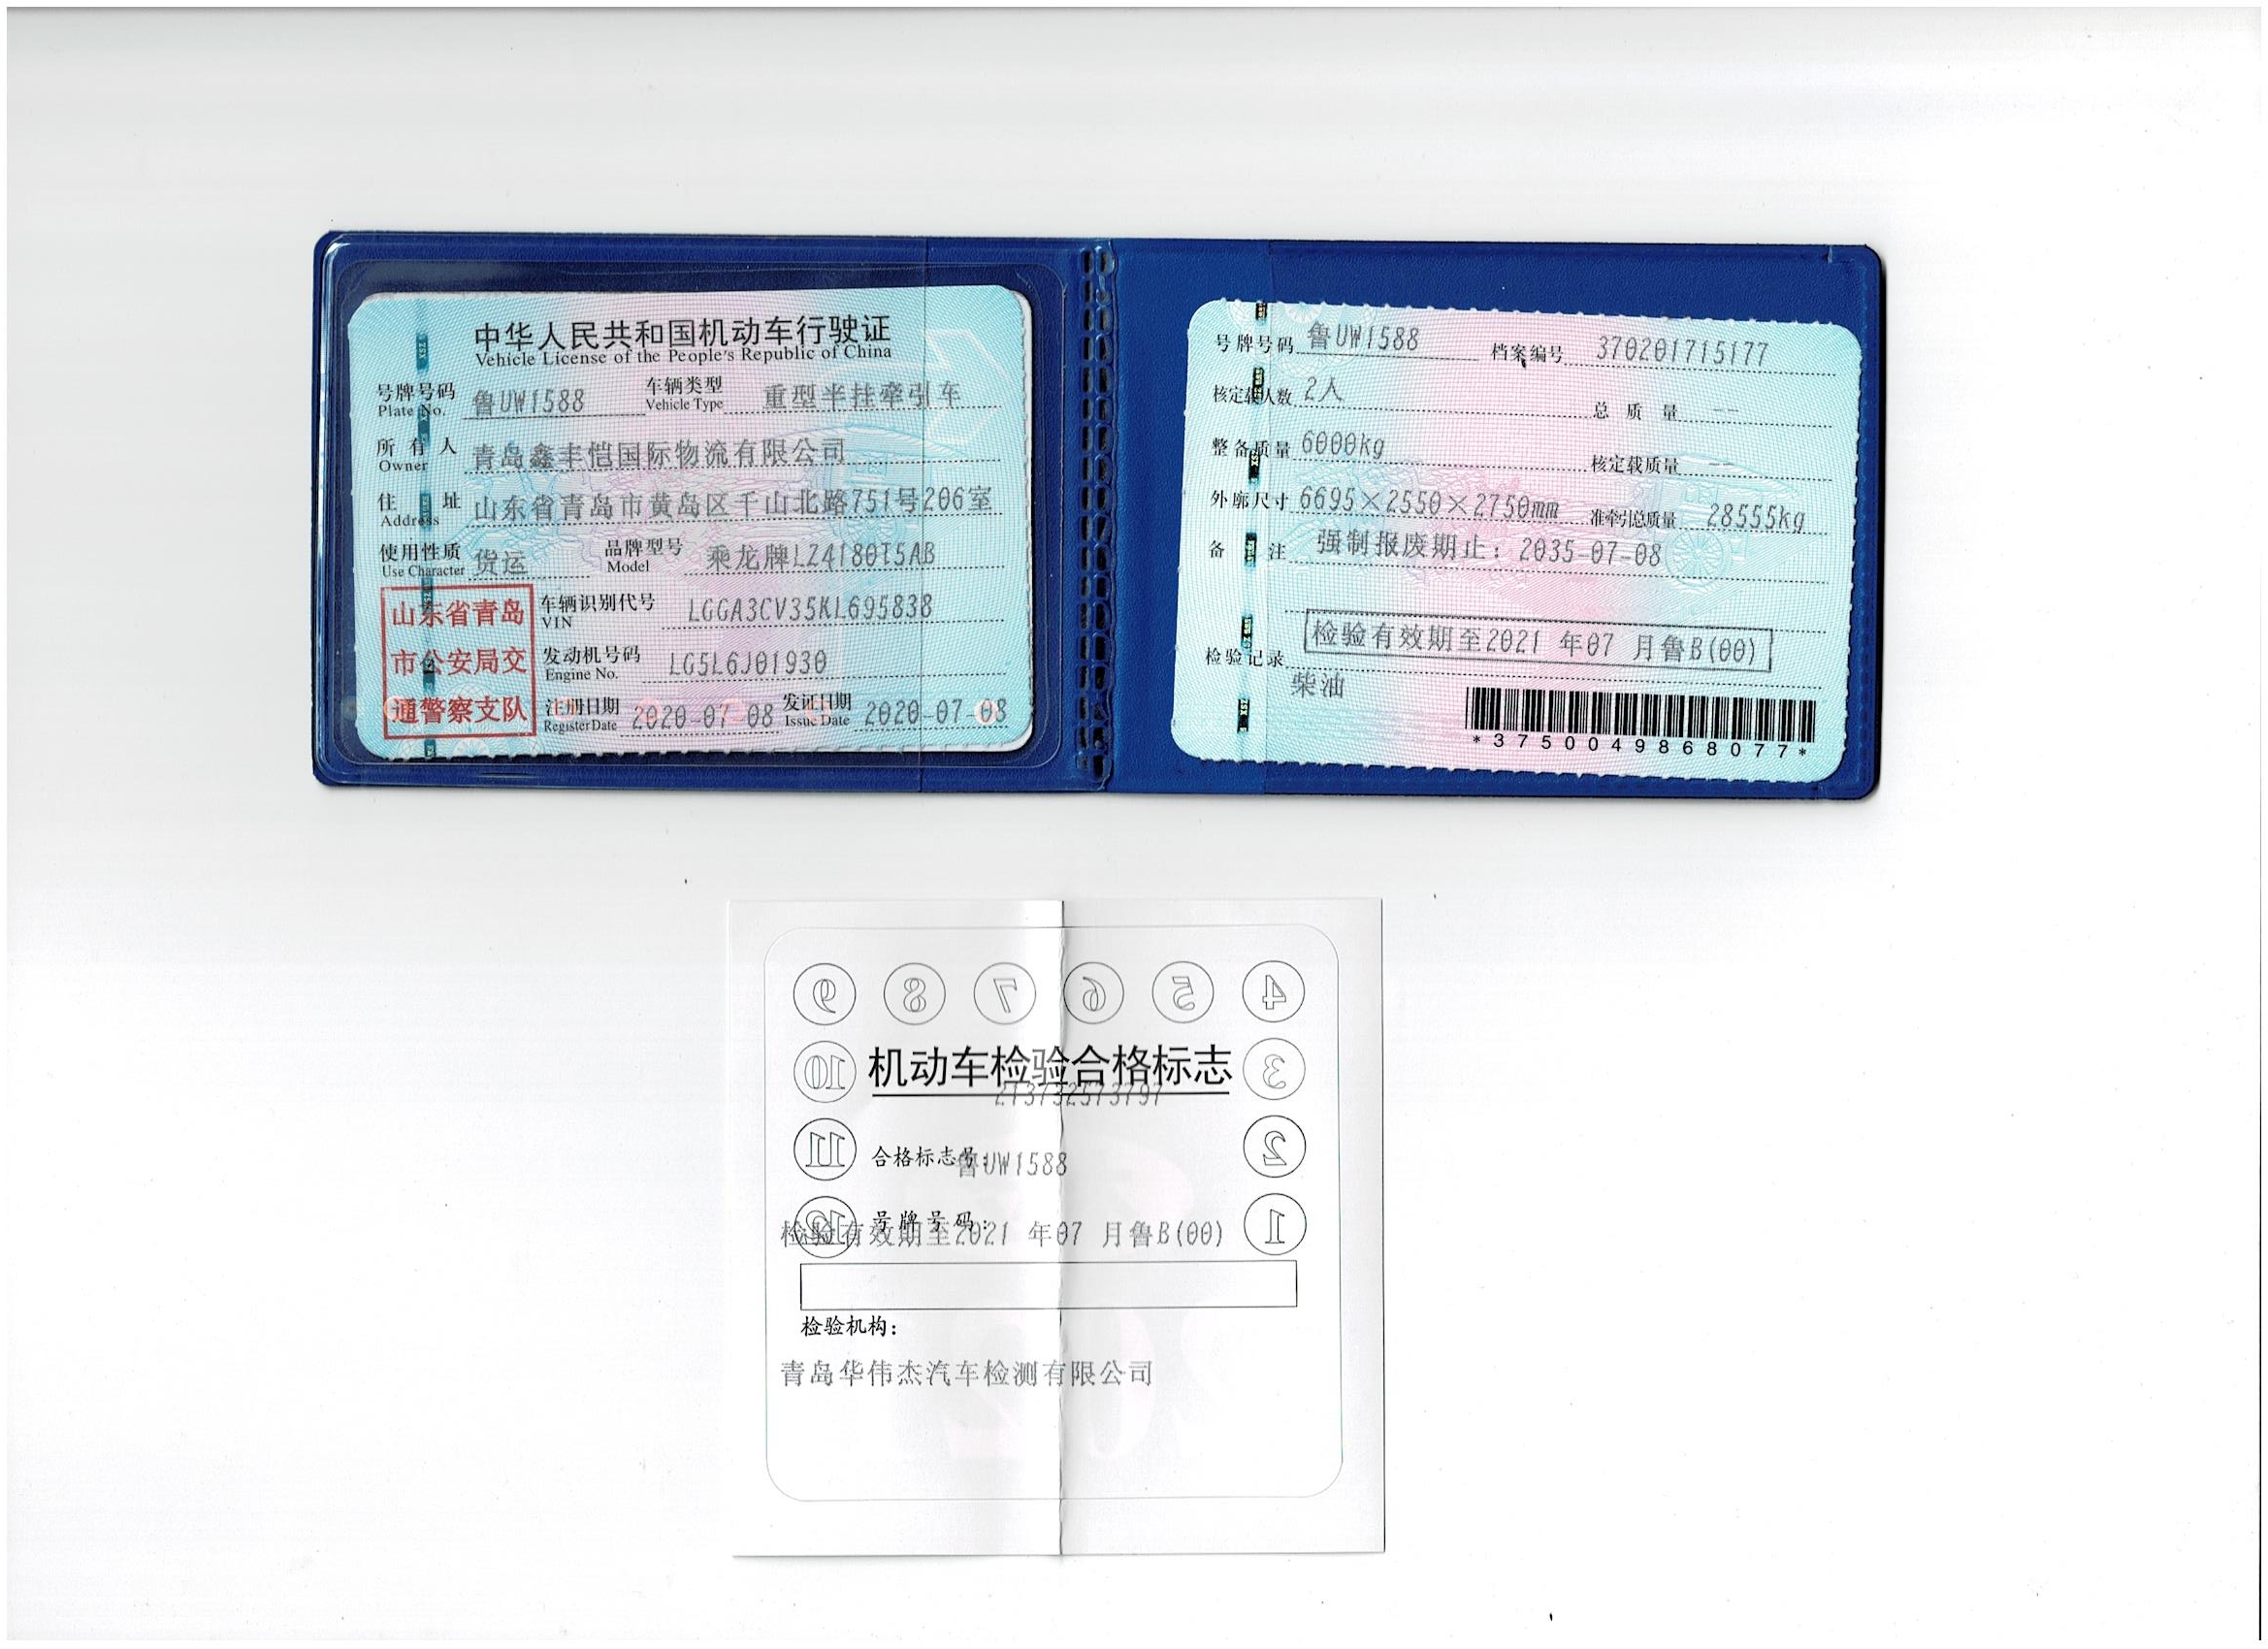 中华人民共和国机动车行驶证
Vehicle License of the People's Republic of China
号牌号码 鲁UW1588 车辆类型 重型半挂牵引车
Plate No. Vehicle Type
所有人 青岛鑫丰恺国际物流有限公司
Owner
住址 山东省青岛市黄岛区千山北路751号206室
Address
使用性质 货运 品牌型号 乘龙牌LZ4180T5AB
Use Character Model
山东省青岛
市公安局交
通警察支队
车辆识别代号 LGGA3CV35KL695838
VIN
发动机号码 LG5L6J01930
Engine No.
注册日期 2020-07-08 发证日期 2020-07-08
Register Date Issue Date
号牌号码 鲁UW1588 档案编号 370201715177
核定载人数 2人 总质量 --
整备质量 6000kg 核定载质量 --
外廓尺寸 6695×2550×2750mm 准牵引总质量 28555kg
备注 强制报废期止：2035-07-08
检验有效期至2021 年07 月鲁B(00)
检验记录
柴油
*3750049868077*
9 8 7 6 5 4
10 机动车检验合格标志 3
213732573797
11 合格标志号： 鲁UW1588 2
12 号牌号码： 1
检验有效期至2021 年07 月鲁B(00)
检验机构：
青岛华伟杰汽车检测有限公司